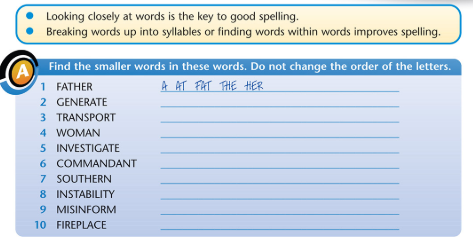 Looking closely at words is the key to good spelling.
Breaking words up into syllables or finding words within words improves spelling.
A Find the smaller words in these words. Do not change the order of the letters.
1 FATHER A AT FAT THE HER
2 GENERATE
3 TRANSPORT
4 WOMAN
5 INVESTIGATE
6 COMMANDANT
7 SOUTHERN
8 INSTABILITY
9 MISINFORM
10 FIREPLACE